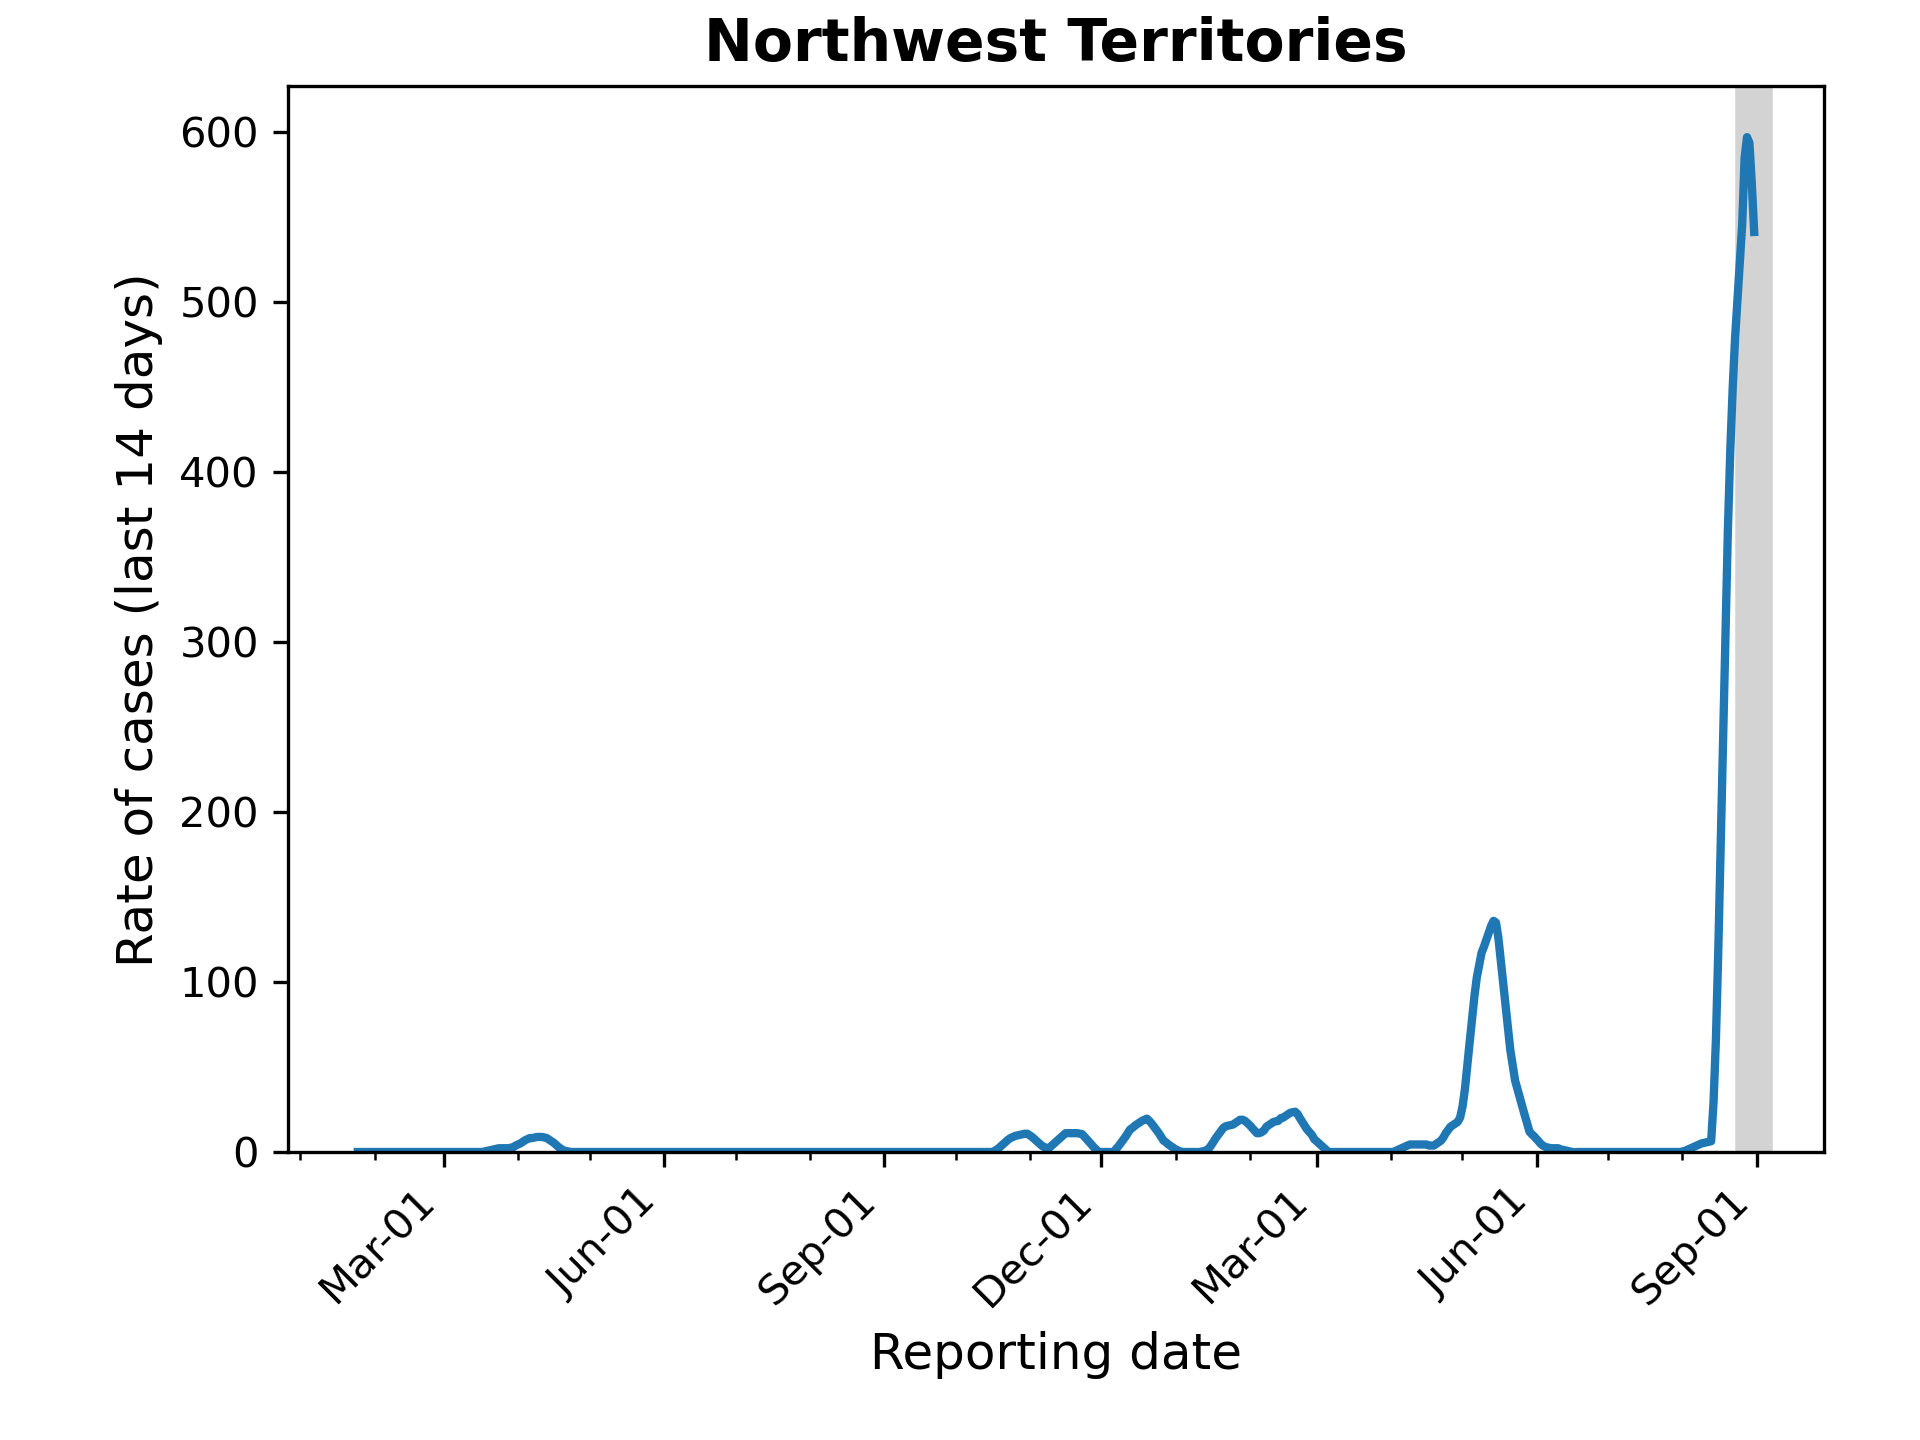 Northwest Territories
Rate of cases (last 14 days)
600
500
400
300
200
100
0
Mar-01
Jun-01
Sep-01
Dec-01
Mar-01
Jun-01
Sep-01
Reporting date